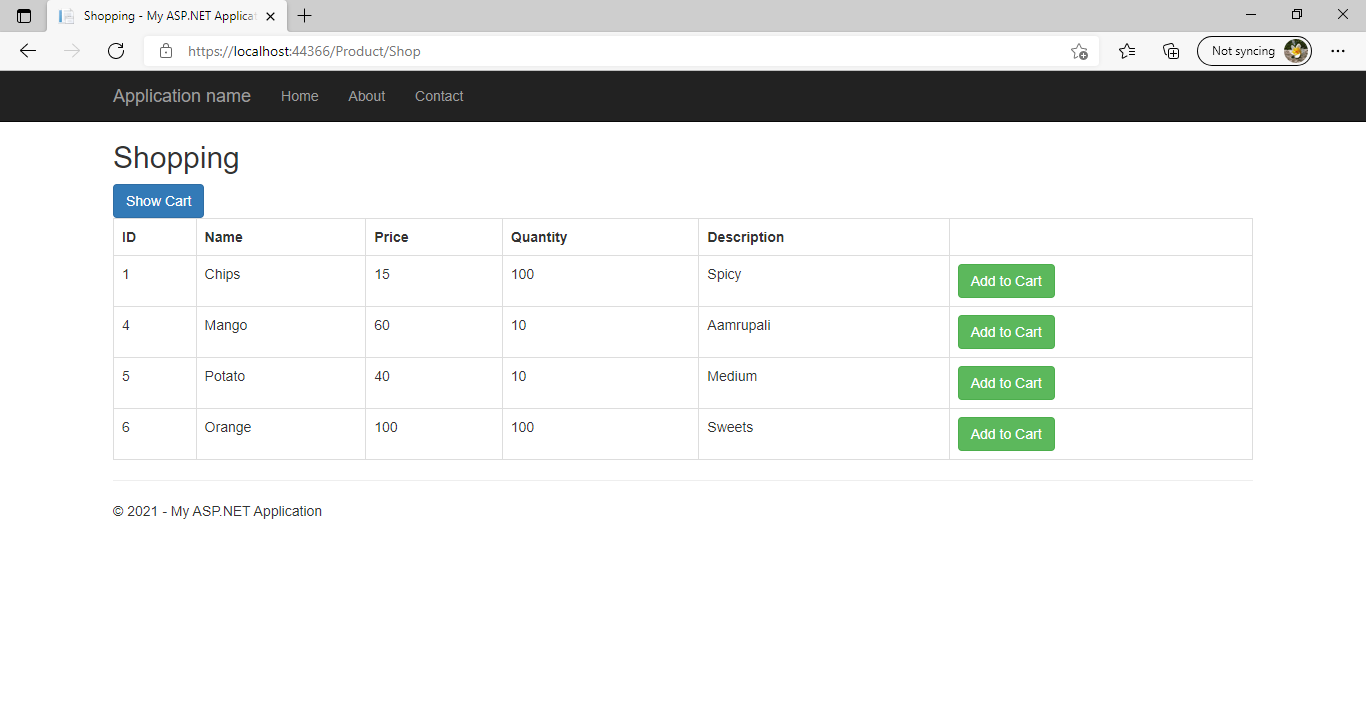 Shopping - My ASP.NET Applicat
https://localhost:44366/Product/Shop
Not syncing
Application name Home About Contact
Shopping
Show Cart
ID Name Price Quantity Description
1 Chips 15 100 Spicy Add to Cart
4 Mango 60 10 Aamrupali Add to Cart
5 Potato 40 10 Medium Add to Cart
6 Orange 100 100 Sweets Add to Cart
© 2021 - My ASP.NET Application